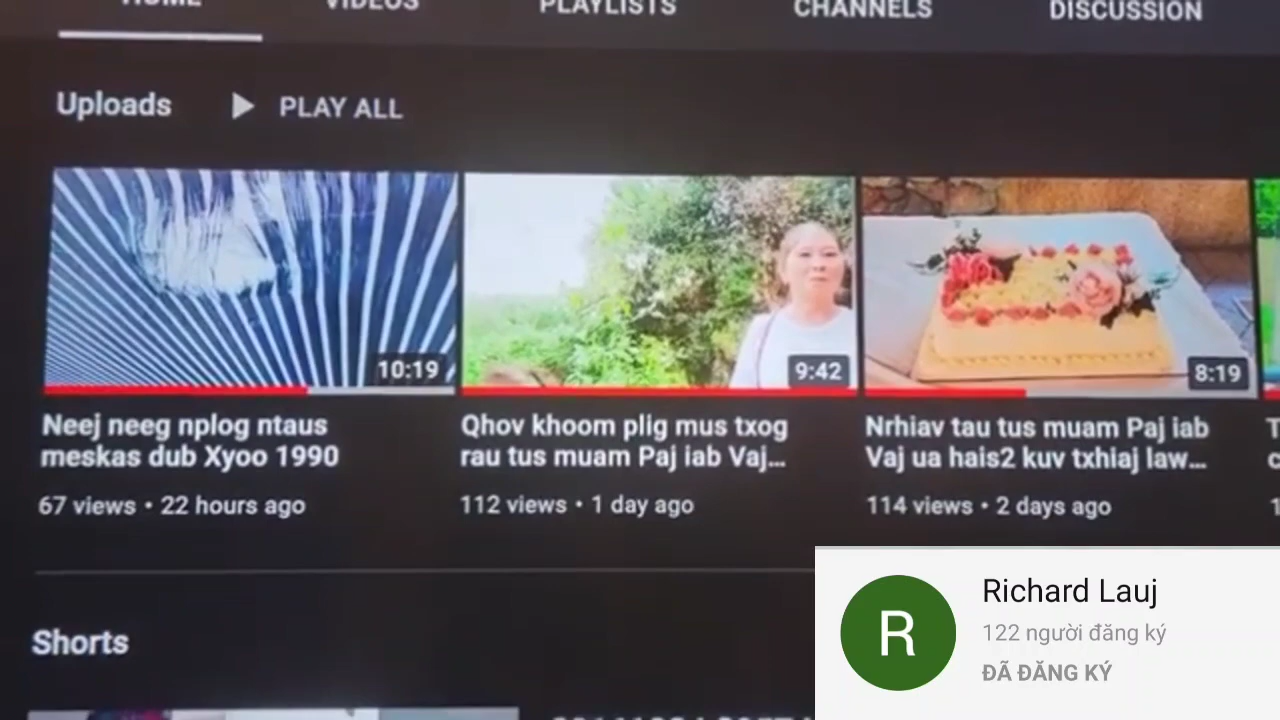 HOME VIDEOS PLAYLISTS CHANNELS DISCUSSION
Uploads PLAY ALL
10:19
9:42
8:19
Neej neeg nplog ntaus
meskas dub Xyoo 1990
67 views • 22 hours ago
Qhov khoom plig mus txog
rau tus muam Paj iab Vaj...
112 views • 1 day ago
Nrhiav tau tus muam Paj iab
Vaj ua hais2 kuv txhiaj law...
114 views • 2 days ago
Shorts
R
Richard Lauj
122 người đăng ký
ĐÃ ĐĂNG KÝ